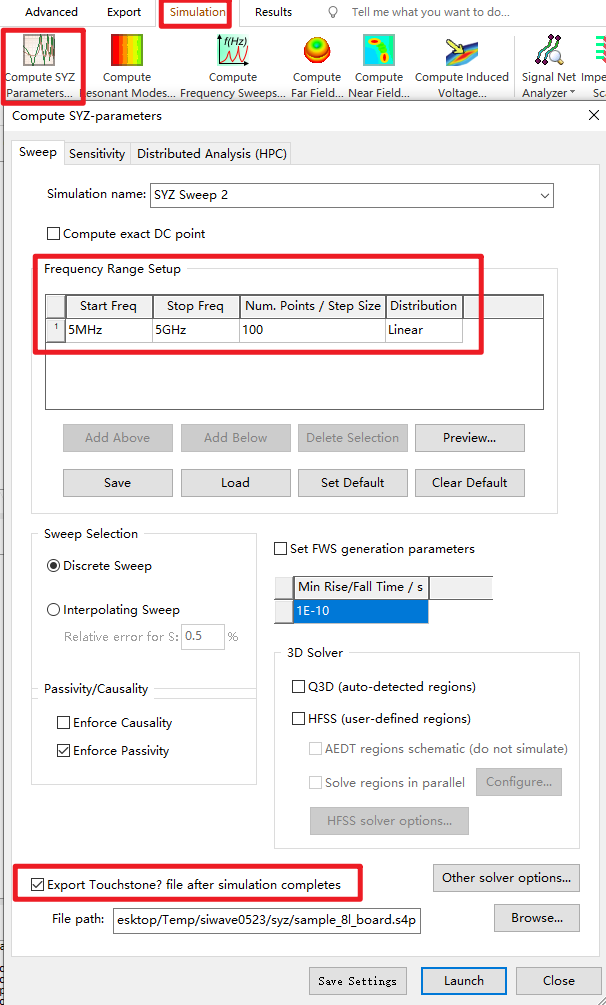 Advanced Export Simulation Results Tell me what you want to do...
Compute SYZ Parameters...
Compute Resonant Modes...
f(Hz)
Compute Frequency Sweeps...
Compute Far Field...
Compute Near Field...
Compute Induced Voltage...
Signal Net Analyzer
Compute SYZ-parameters
Sweep Sensitivity Distributed Analysis (HPC)
Simulation name: SYZ Sweep 2
Compute exact DC point
Frequency Range Setup
Start Freq Stop Freq Num. Points / Step Size Distribution
1 5MHz 5GHz 100 Linear
Add Above Add Below Delete Selection Preview...
Save Load Set Default Clear Default
Sweep Selection
Discrete Sweep
Interpolating Sweep
Relative error for S: 0.5 %
Passivity/Causality
Enforce Causality
Enforce Passivity
Set FWS generation parameters
Min Rise/Fall Time / s
1E-10
3D Solver
Q3D (auto-detected regions)
HFSS (user-defined regions)
AEDT regions schematic (do not simulate)
Solve regions in parallel Configure...
HFSS solver options...
Export Touchstone? file after simulation completes
Other solver options...
File path: esktop/Temp/siwave0523/syz/sample_8l_board.s4p Browse...
Save Settings Launch Close